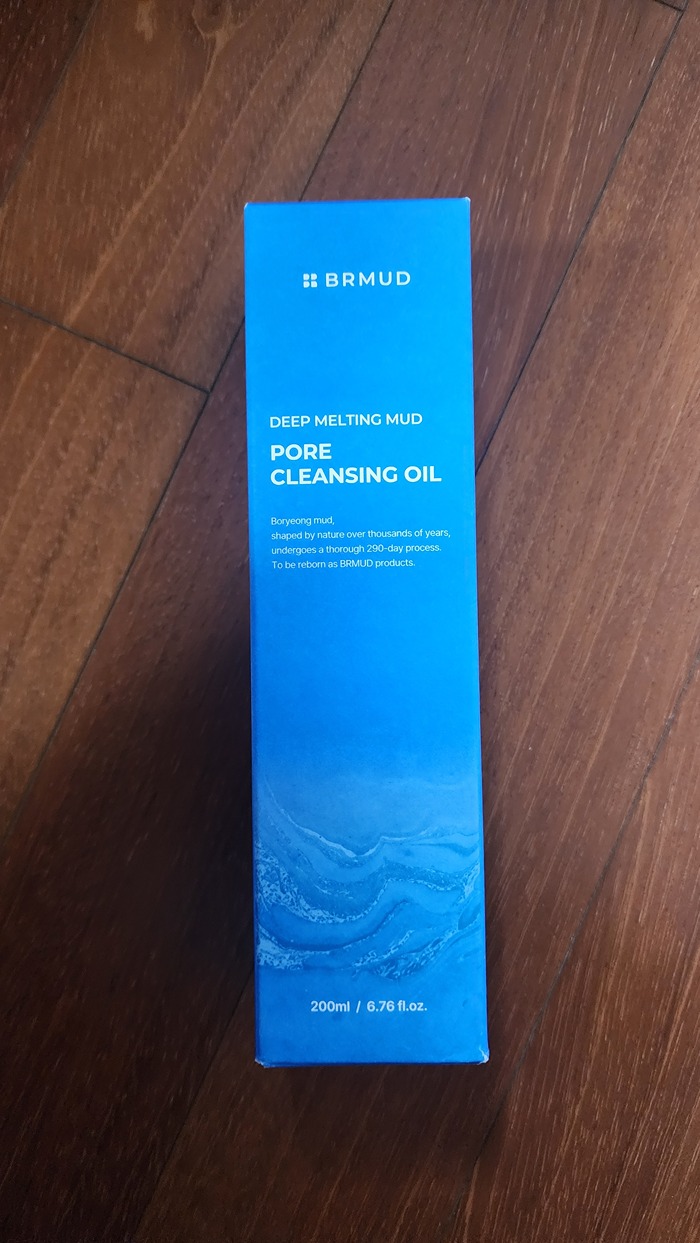 BRMUD
DEEP MELTING MUD
PORE
CLEANSING OIL
Boryeong mud,
shaped by nature over thousands of years,
undergoes a thorough 290-day process.
To be reborn as BRMUD products.
200ml / 6.76 fl.oz.